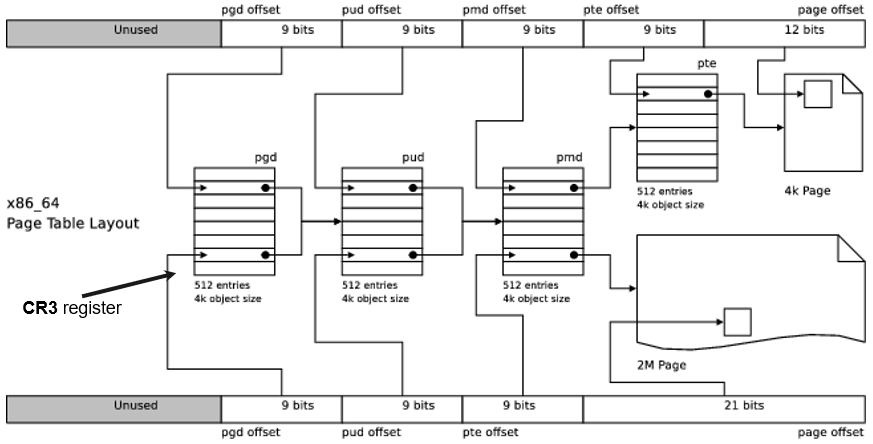 pgd offset pud offset pmd offset pte offset page offset
Unused 9 bits 9 bits 9 bits 9 bits 12 bits
pte
pgd pud pmd
512 entries
4k object size
4k Page
x86_64
Page Table Layout
512 entries
4k object size
512 entries
4k object size
512 entries
4k object size
CR3 register
2M Page
Unused 9 bits 9 bits 9 bits 21 bits
pgd offset pud offset pte offset page offset